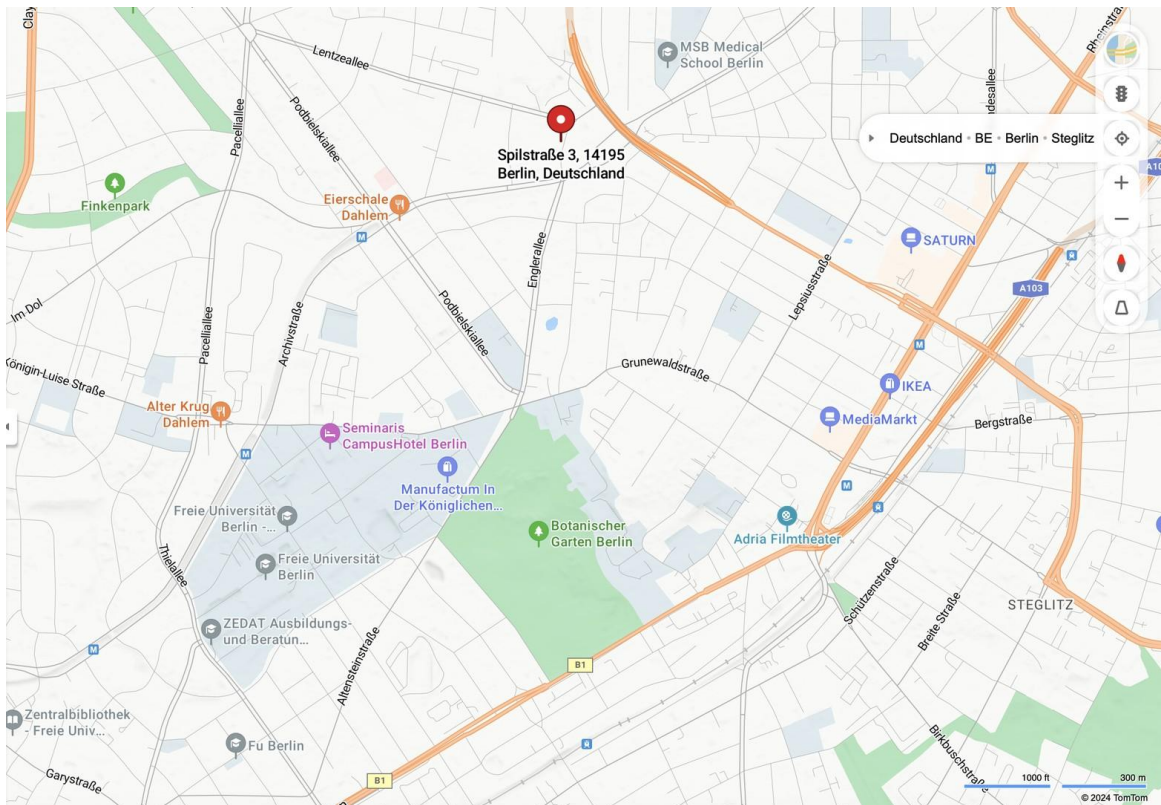 Clay
Lentzeallee
MSB Medical
School Berlin
Rheinstra
desallee
Pacelliallee
Podbielskiallee
Spilstraße 3, 14195
Berlin, Deutschland
Deutschland • BE • Berlin • Steglitz
A10
Finkenpark
Eierschale
Dahlem
M
M
SATURN
Englerallee
Lepsiusstraße
A103
Im Dol
Pacelliallee
Archivstraße
Podbielskiallee
M
Königin-Luise Straße
Grunewaldstraße
IKEA
Alter Krug
Dahlem
MediaMarkt
Bergstraße
Seminaris
CampusHotel Berlin
M
Manufactum In
Der Königlichen...
M
Freie Universität
Berlin -...
Botanischer
Garten Berlin
Adria Filmtheater
Freie Universität
Berlin
Thielallee
Schützenstraße
STEGLITZ
Breite Straße
ZEDAT Ausbildungs-
und Beratun...
M
Altensteinstraße
B1
Zentralbibliothek
- Freie Univ...
Fu Berlin
Birkbuschstraße
Garystraße
B1
1000 ft
300 m
© 2024 TomTom